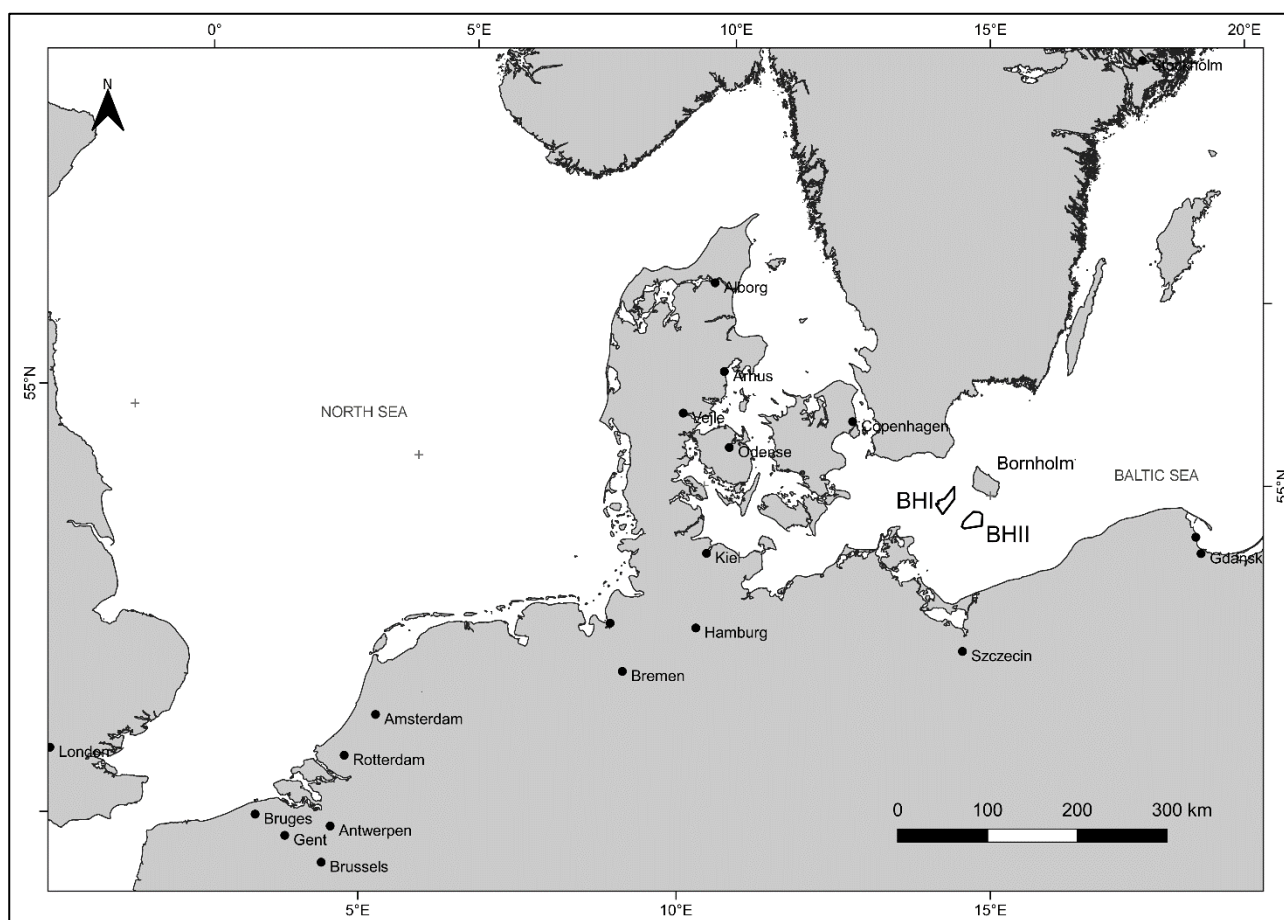 0° 5°E 10°E 15°E 20°E
N
Stockholm
Alborg
55°N
Arhus
NORTH SEA
Vejle
Copenhagen
Odense
Bornholm
BALTIC SEA
55°N
BHI
BHII
Kiel
Gdansk
Hamburg
Szczecin
Bremen
Amsterdam
London
Rotterdam
0 100 200 300 km
Bruges
Antwerpen
Gent
Brussels
5°E 10°E 15°E